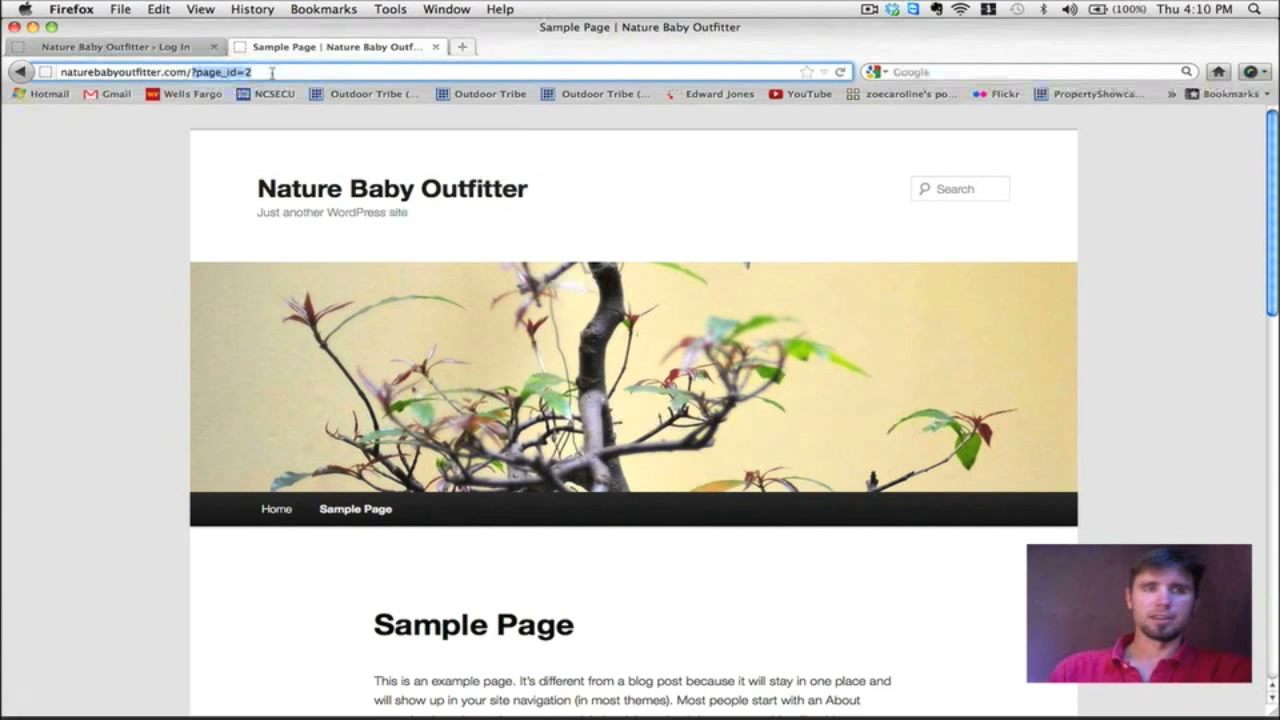 Firefox File Edit View History Bookmarks Tools Window Help (100%) Thu 4:10 PM
Sample Page | Nature Baby Outfitter
Nature Baby Outfitter › Log In Sample Page | Nature Baby Outf...
naturebabyoutfitter.com/?page_id=2 Google
Hotmail Gmail Wells Fargo NCSECU Outdoor Tribe (... Outdoor Tribe Outdoor Tribe (... Edward Jones YouTube zoecaroline's po... Flickr PropertyShowca... » Bookmarks
Nature Baby Outfitter
Search
Just another WordPress site
Home Sample Page
Sample Page
This is an example page. It's different from a blog post because it will stay in one place and
will show up in your site navigation (in most themes). Most people start with an About